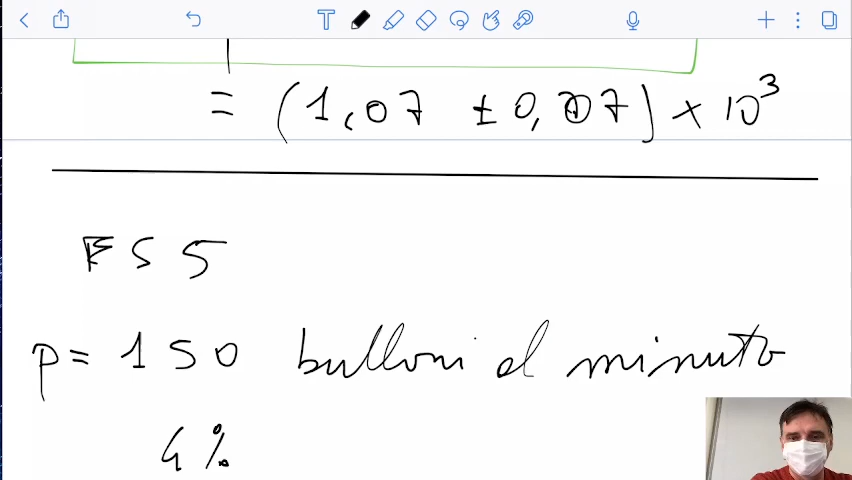 = (1,07 ± 0,07) × 10³
ES 5
p = 150 bulloni al minuto
4%